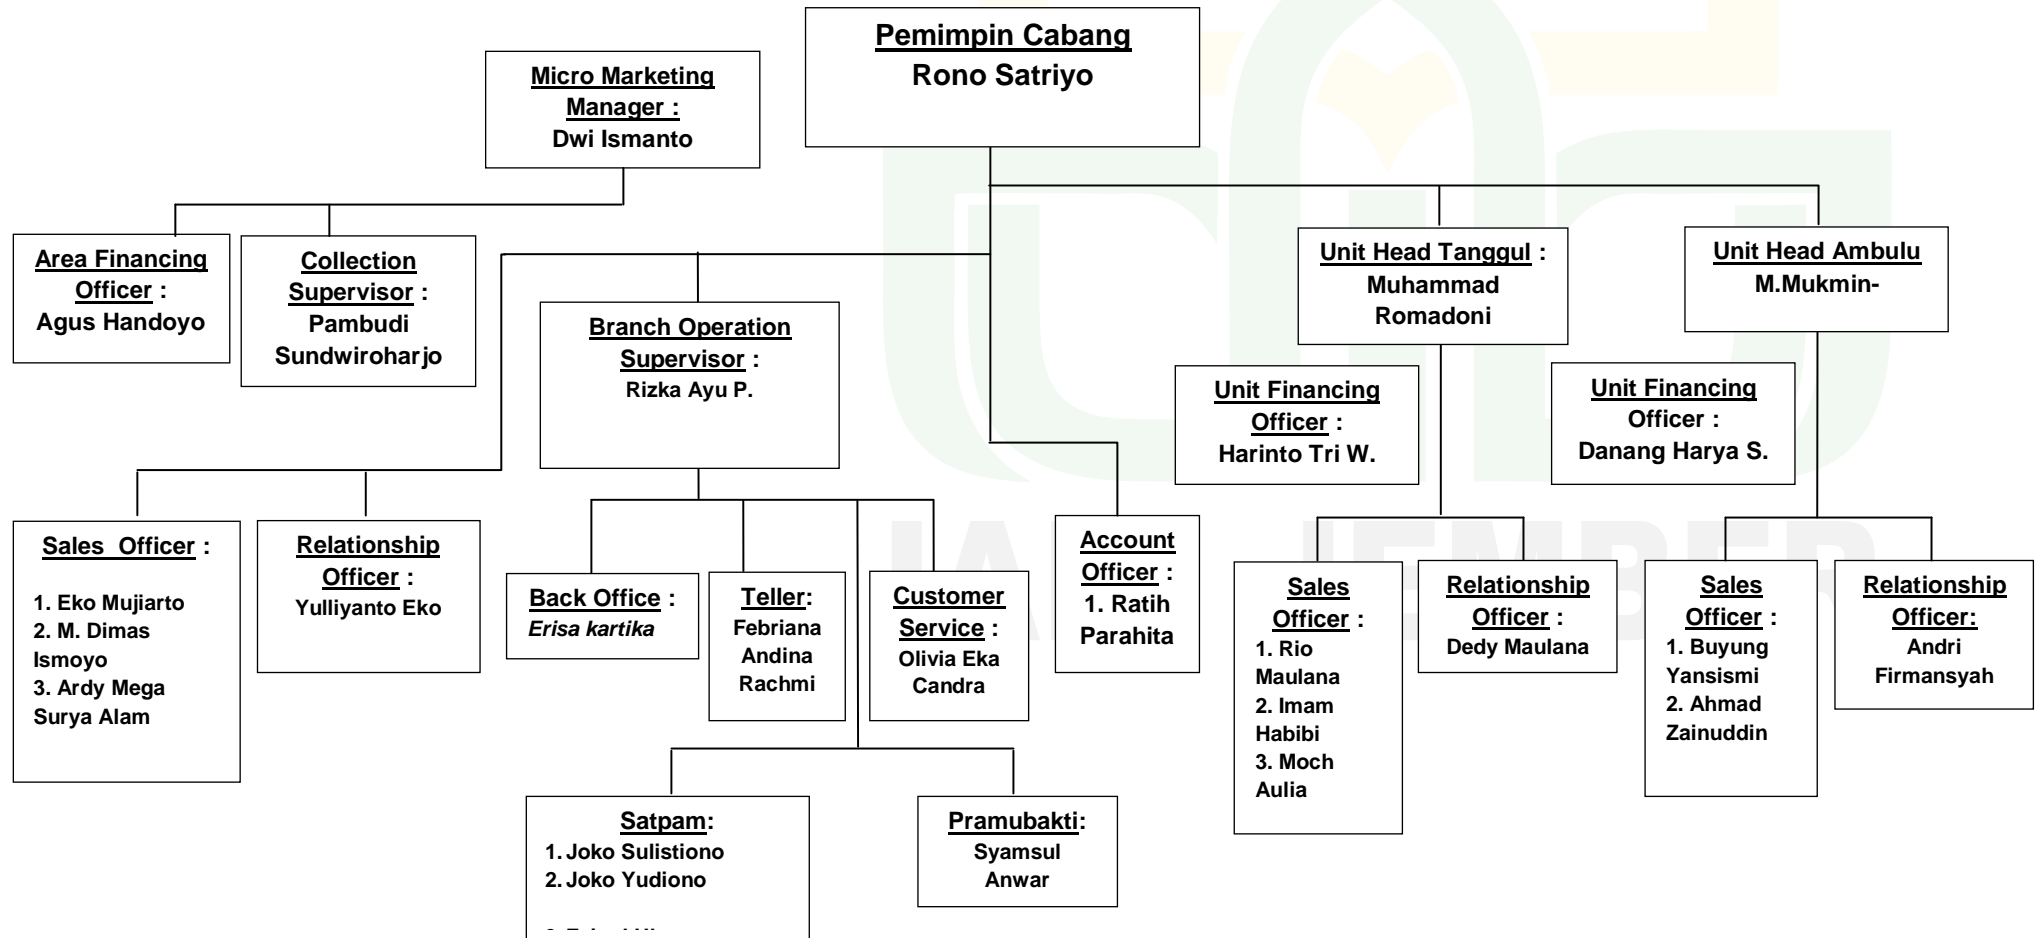 Pemimpin Cabang
Rono Satriyo
Micro Marketing
Manager :
Dwi Ismanto
Area Financing
Officer :
Agus Handoyo
Collection
Supervisor :
Pambudi
Sundwiroharjo
Branch Operation
Supervisor :
Rizka Ayu P.
Unit Head Tanggul :
Muhammad
Romadoni
Unit Head Ambulu
M.Mukmin-
Unit Financing
Officer :
Harinto Tri W.
Unit Financing
Officer :
Danang Harya S.
Sales Officer :
1. Eko Mujiarto
2. M. Dimas
Ismoyo
3. Ardy Mega
Surya Alam
Relationship
Officer :
Yulliyanto Eko
Back Office :
Erisa kartika
Teller:
Febriana
Andina
Rachmi
Customer
Service :
Olivia Eka
Candra
Account
Officer :
1. Ratih
Parahita
Sales
Officer :
1. Rio
Maulana
2. Imam
Habibi
3. Moch
Aulia
Relationship
Officer :
Dedy Maulana
Sales
Officer :
1. Buyung
Yansismi
2. Ahmad
Zainuddin
Relationship
Officer:
Andri
Firmansyah
Satpam:
1. Joko Sulistiono
2. Joko Yudiono
Pramubakti:
Syamsul
Anwar